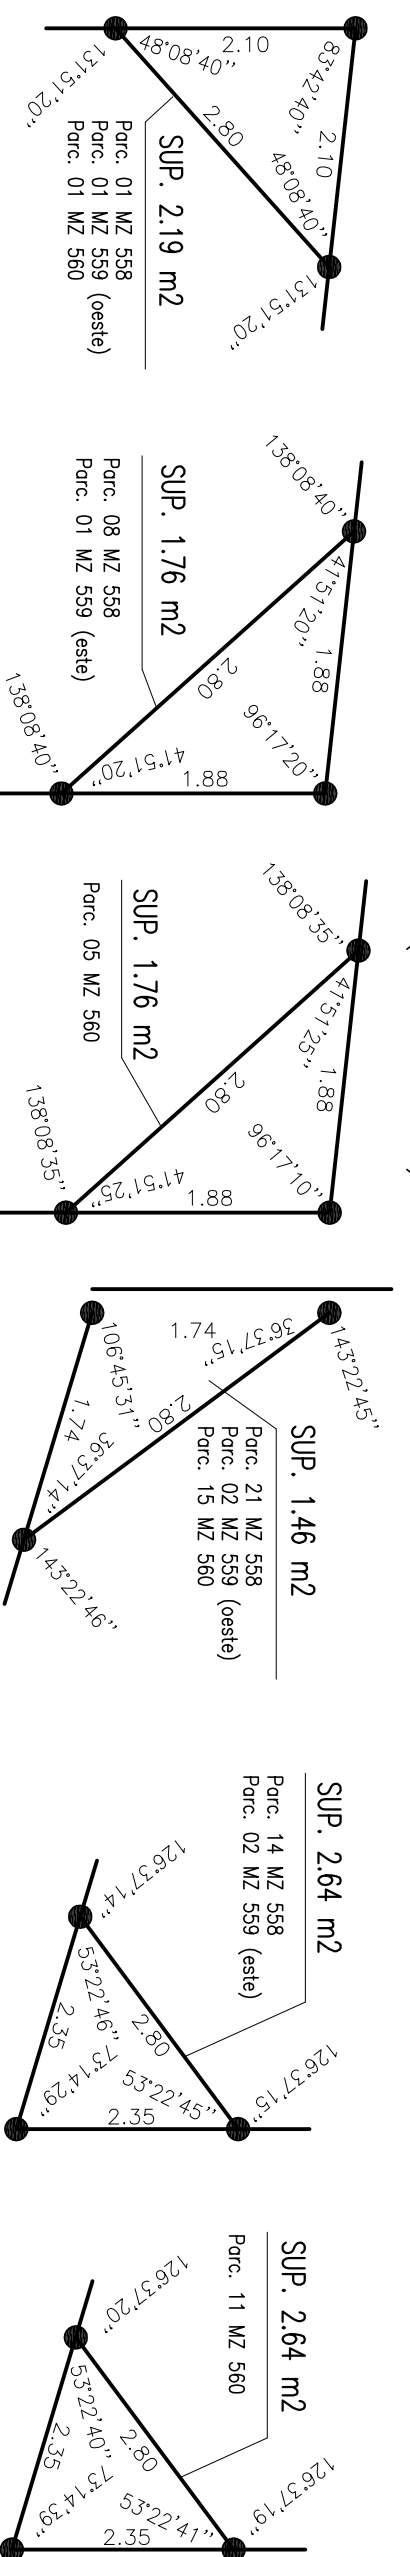 83°42'40"
2.10
2.10
48°08'40"
48°08'40"
2.80
131°51'20"
131°51'20"
SUP. 2.19 m2
Parc. 01 MZ 558
Parc. 01 MZ 559 (oeste)
Parc. 01 MZ 560
138°08'40"
41°51'20"
1.88
96°17'20"
2.80
41°51'20"
1.88
138°08'40"
SUP. 1.76 m2
Parc. 08 MZ 558
Parc. 01 MZ 559 (este)
138°08'35"
41°51'25"
1.88
96°17'10"
2.80
41°51'25"
1.88
138°08'35"
SUP. 1.76 m2
Parc. 05 MZ 560
143°22'45"
36°37'15"
1.74
2.80
106°45'31"
1.74
36°37'14"
143°22'46"
SUP. 1.46 m2
Parc. 21 MZ 558
Parc. 02 MZ 559 (oeste)
Parc. 15 MZ 560
SUP. 2.64 m2
Parc. 14 MZ 558
Parc. 02 MZ 559 (este)
126°37'14"
53°22'46"
2.80
2.35
73°14'29"
53°22'45"
2.35
126°37'15"
SUP. 2.64 m2
Parc. 11 MZ 560
126°37'20"
53°22'40"
2.80
2.35
73°14'39"
53°22'41"
2.35
126°37'19"